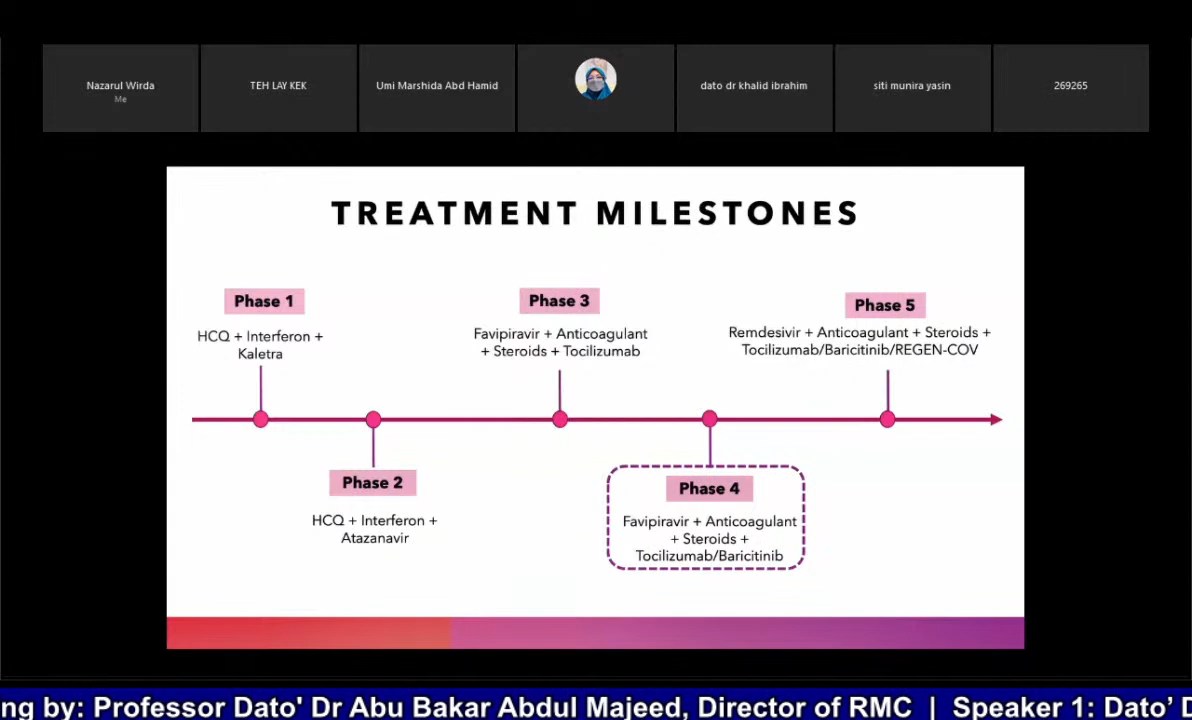 Nazarul Wirda
Me
TEH LAY KEK
Umi Marshida Abd Hamid
dato dr khalid ibrahim
siti munira yasin
269265
TREATMENT MILESTONES
Phase 1
HCQ + Interferon +
Kaletra
Phase 2
HCQ + Interferon +
Atazanavir
Phase 3
Favipiravir + Anticoagulant
+ Steroids + Tocilizumab
Phase 4
Favipiravir + Anticoagulant
+ Steroids +
Tocilizumab/Baricitinib
Phase 5
Remdesivir + Anticoagulant + Steroids +
Tocilizumab/Baricitinib/REGEN-COV
ng by: Professor Dato' Dr Abu Bakar Abdul Majeed, Director of RMC | Speaker 1: Dato’ D